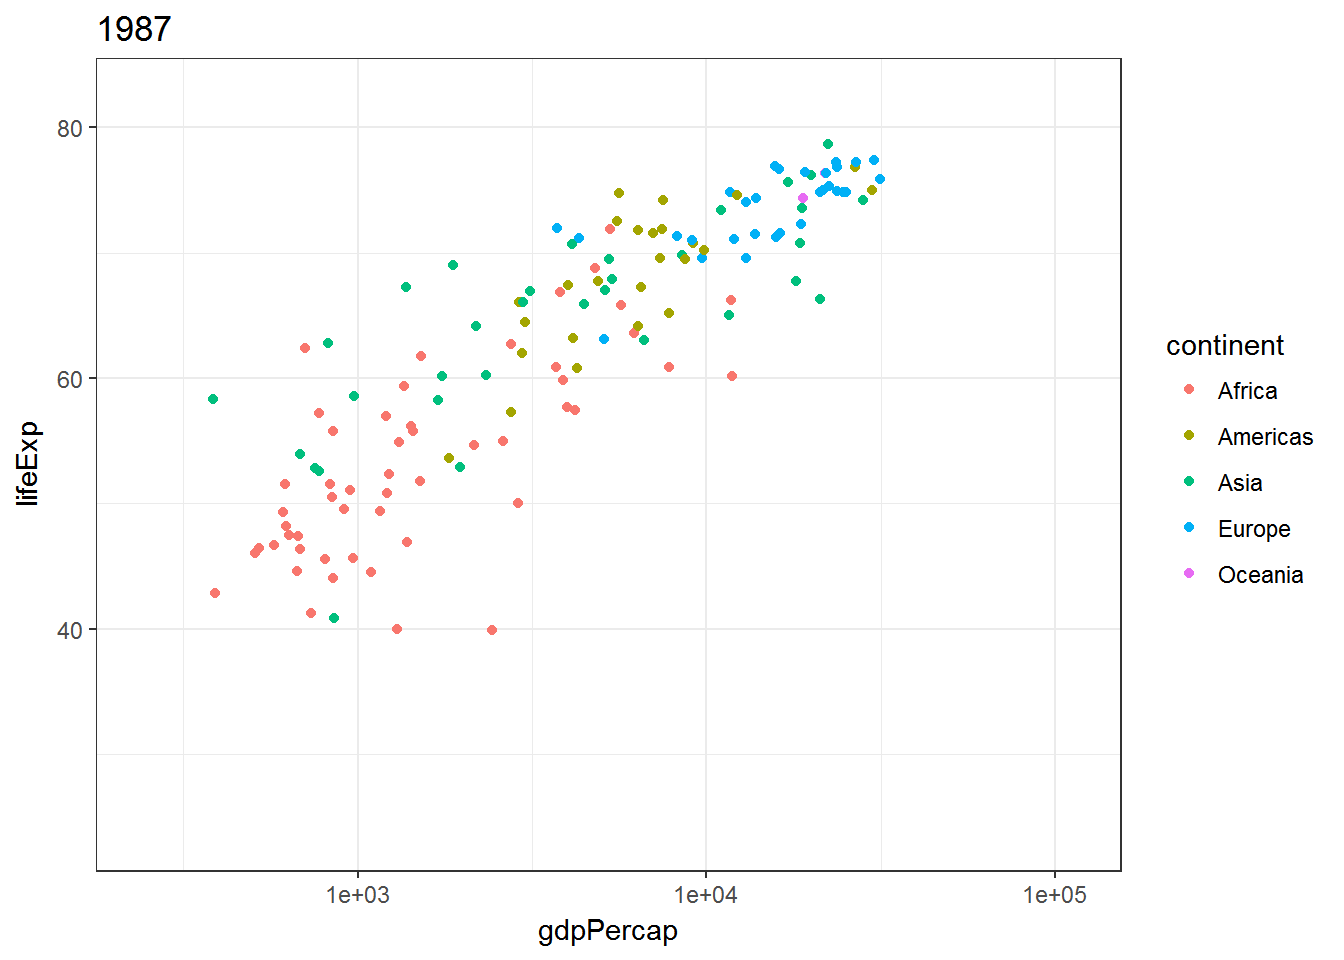 1987
lifeExp
80
60
40
1e+03
1e+04
1e+05
gdpPercap
continent
Africa
Americas
Asia
Europe
Oceania